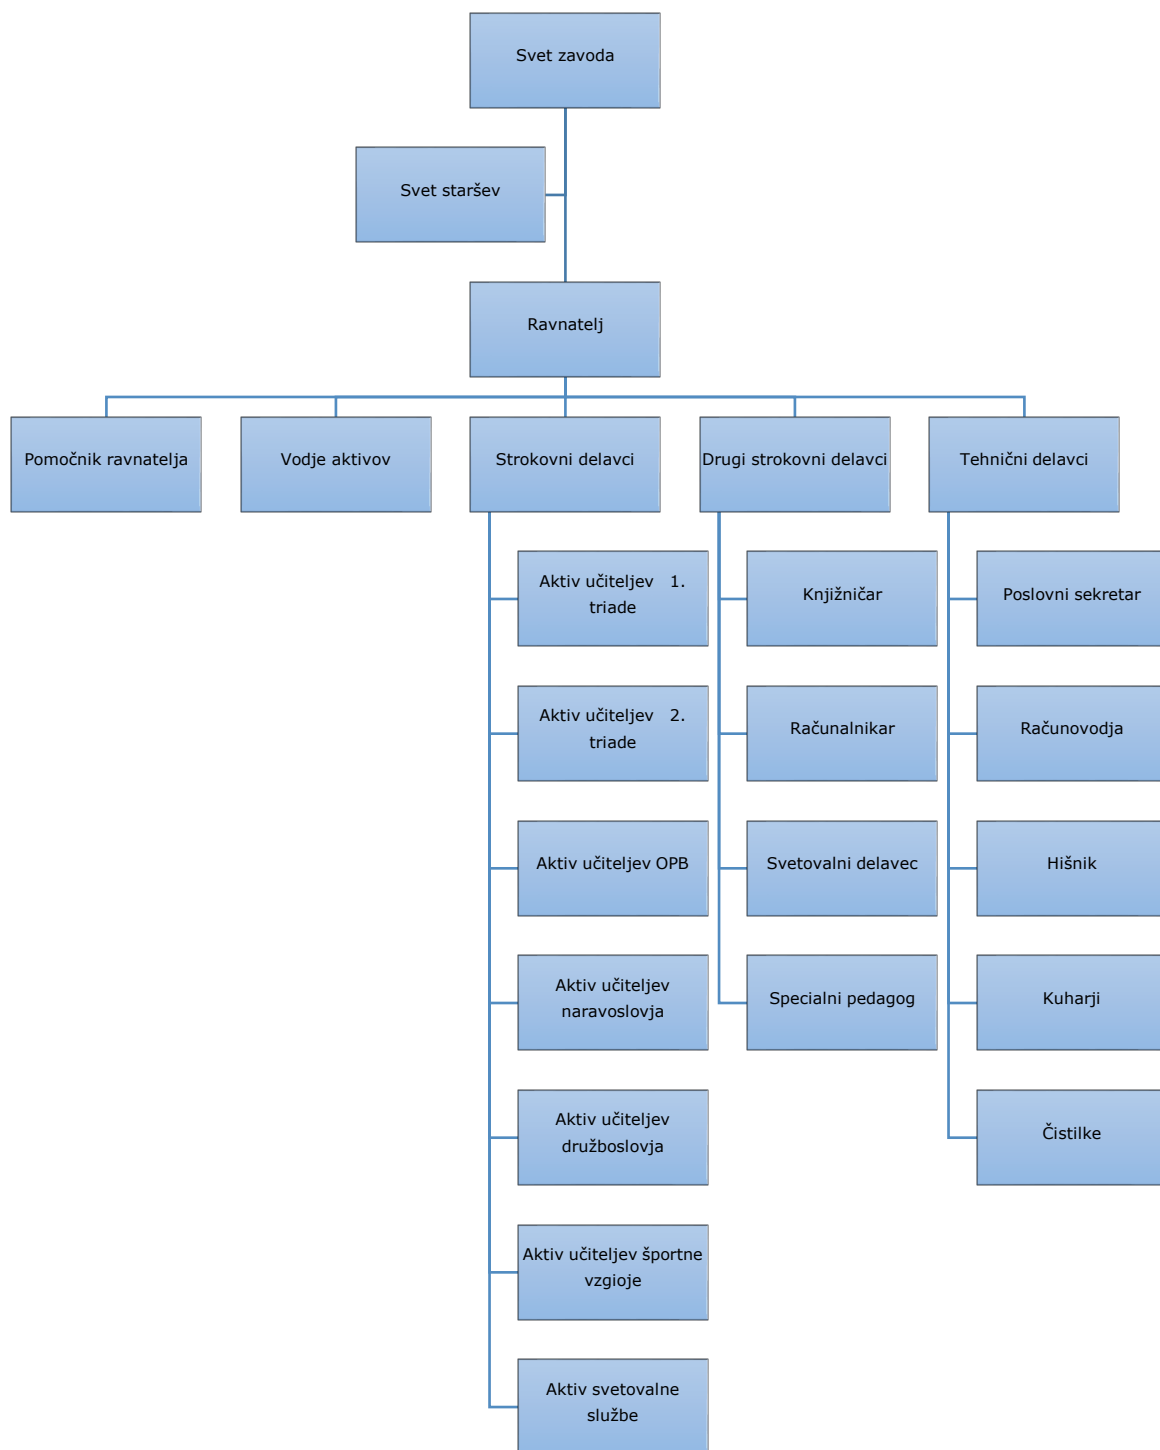 Svet zavoda
Svet staršev
Ravnatelj
Pomočnik ravnatelja
Vodje aktivov
Strokovni delavci
Drugi strokovni delavci
Tehnični delavci
Aktiv učiteljev   1.
triade
Aktiv učiteljev   2.
triade
Aktiv učiteljev OPB
Aktiv učiteljev
naravoslovja
Aktiv učiteljev
družboslovja
Aktiv učiteljev športne
vzgioje
Aktiv svetovalne
službe
Knjižničar
Računalnikar
Svetovalni delavec
Specialni pedagog
Poslovni sekretar
Računovodja
Hišnik
Kuharji
Čistilke